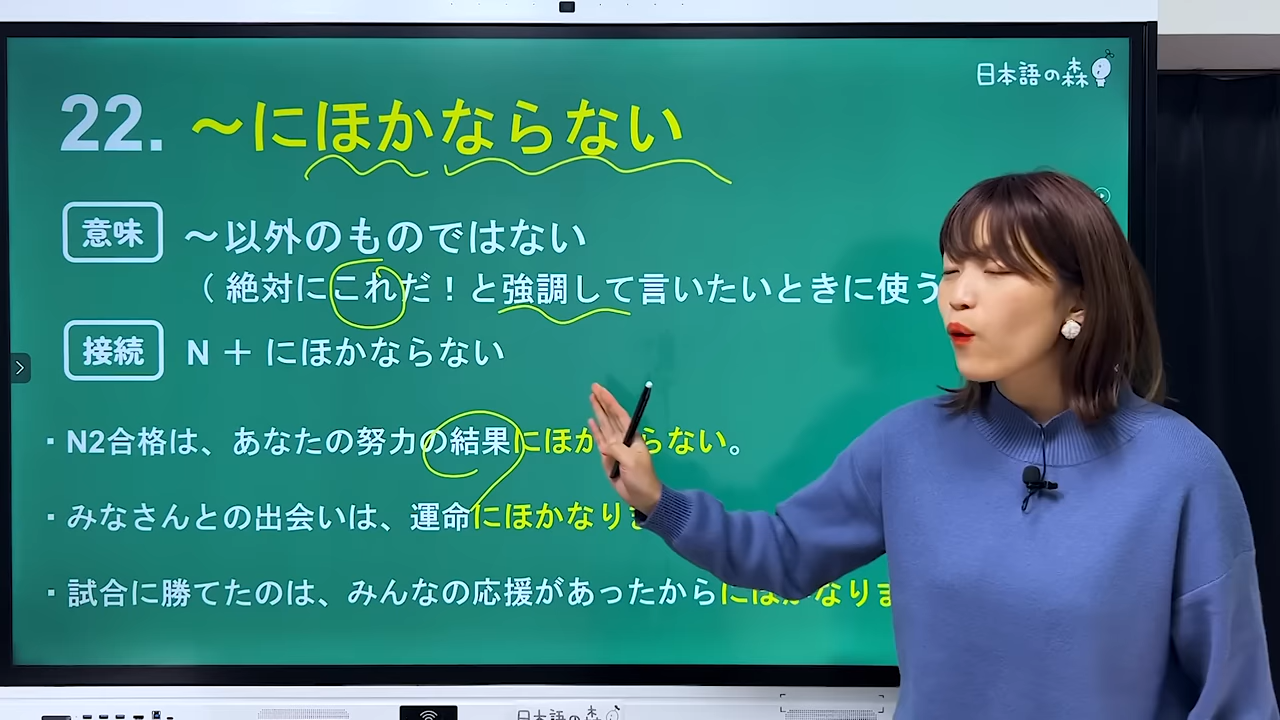 日本語の森
22. ～にほかならない
意味 ～以外のものではない
（絶対にこれだ！と強調して言いたいときに使う
接続 N ＋ にほかならない
・N2合格は、あなたの努力の結果にほか らない。
・みなさんとの出会いは、運命にほかなりま
・試合に勝てたのは、みんなの応援があったからにほかなりま
日本語の森